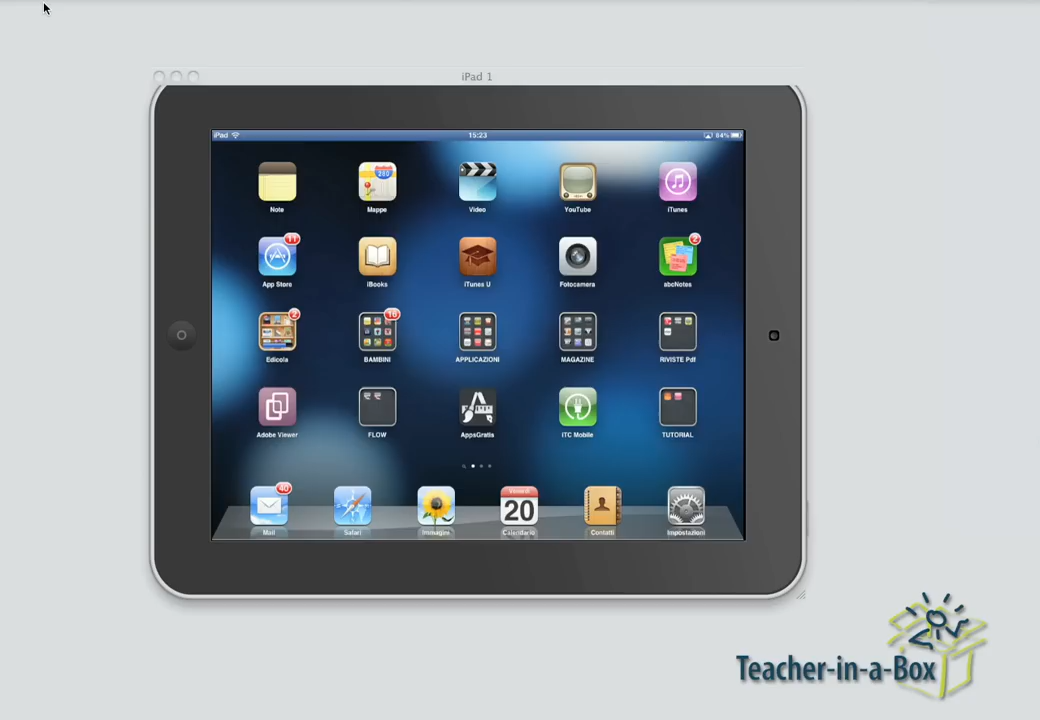 iPad 1
iPad 15:23 84%
Note Mappe Video YouTube iTunes
280
11 2
App Store iBooks iTunes U Fotocamera abcNotes
2 16
Edicola BAMBINI APPLICAZIONI MAGAZINE RIVISTE Pdf
Adobe Viewer FLOW AppsGratis ITC Mobile TUTORIAL
40 Venerdì
20
Mail Safari Immagini Calendario Contatti Impostazioni
Teacher-in-a-Box